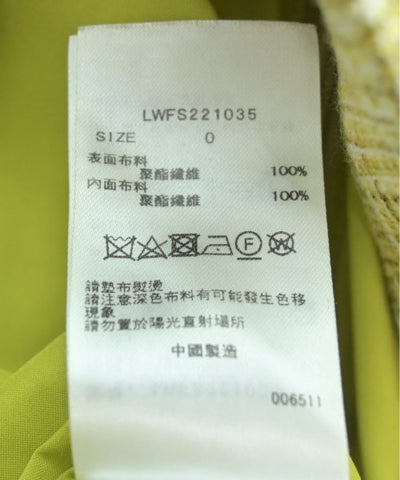 LWFS221035
SIZE 0
表面布料
聚酯纖維 100%
內面布料
聚酯纖維 100%
F W
請墊布熨燙
請注意深色布料有可能發生色移
現象
請勿置於陽光直射場所
中國製造
006511